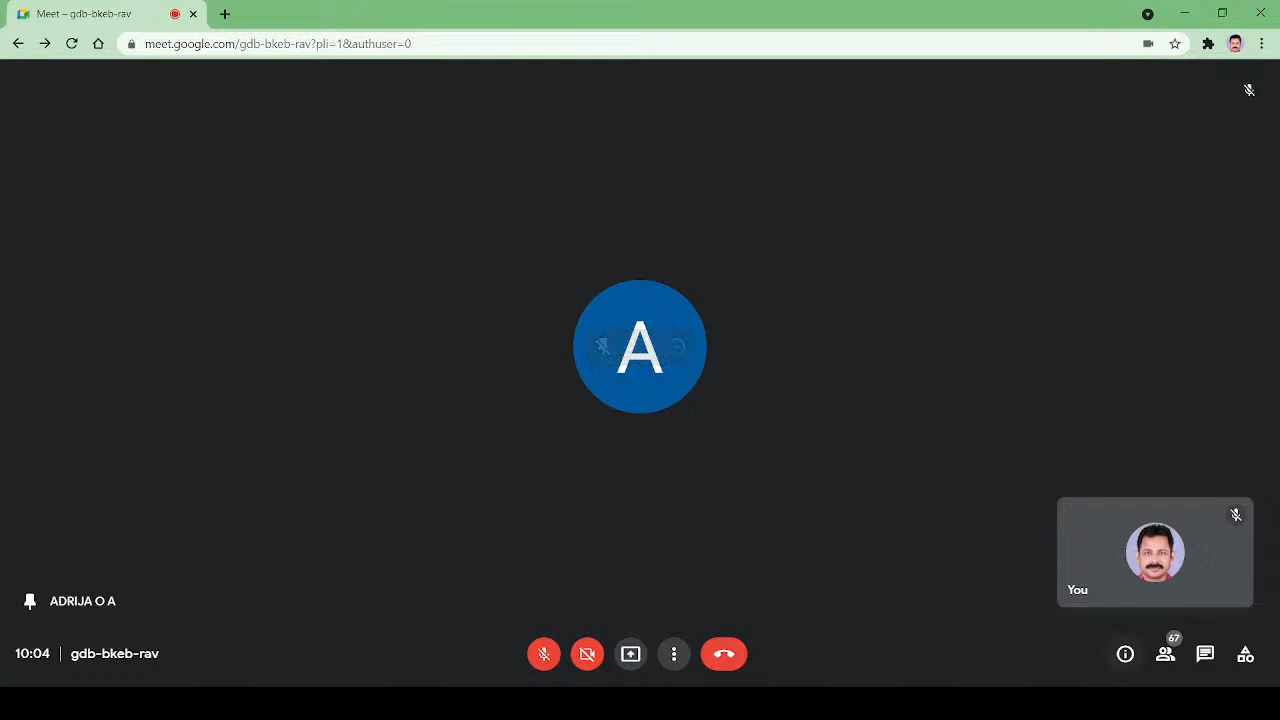 Meet – gdb-bkeb-rav
meet.google.com/gdb-bkeb-rav?pli=1&authuser=0
A
You
ADRIJA O A
10:04 | gdb-bkeb-rav
67